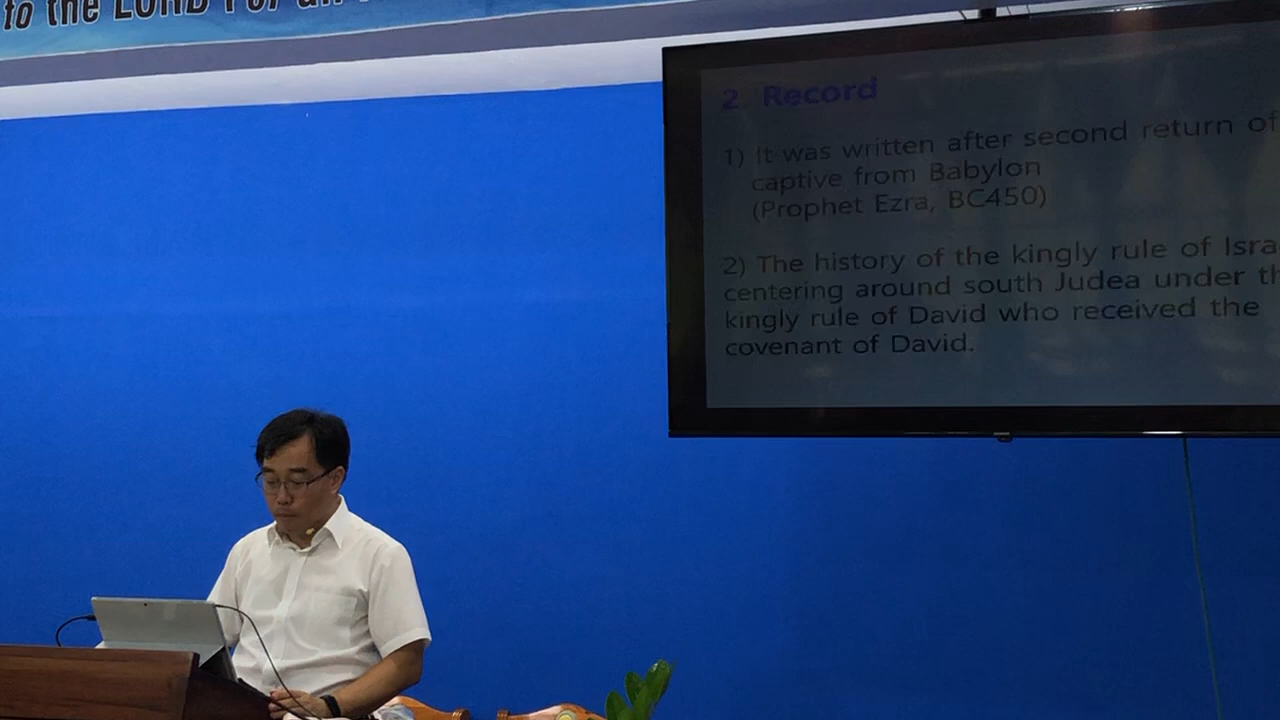 to the LORD For an
2 Record
1) It was written after second return of
captive from Babylon
(Prophet Ezra, BC450)
2) The history of the kingly rule of Isra
centering around south Judea under th
kingly rule of David who received the
covenant of David.